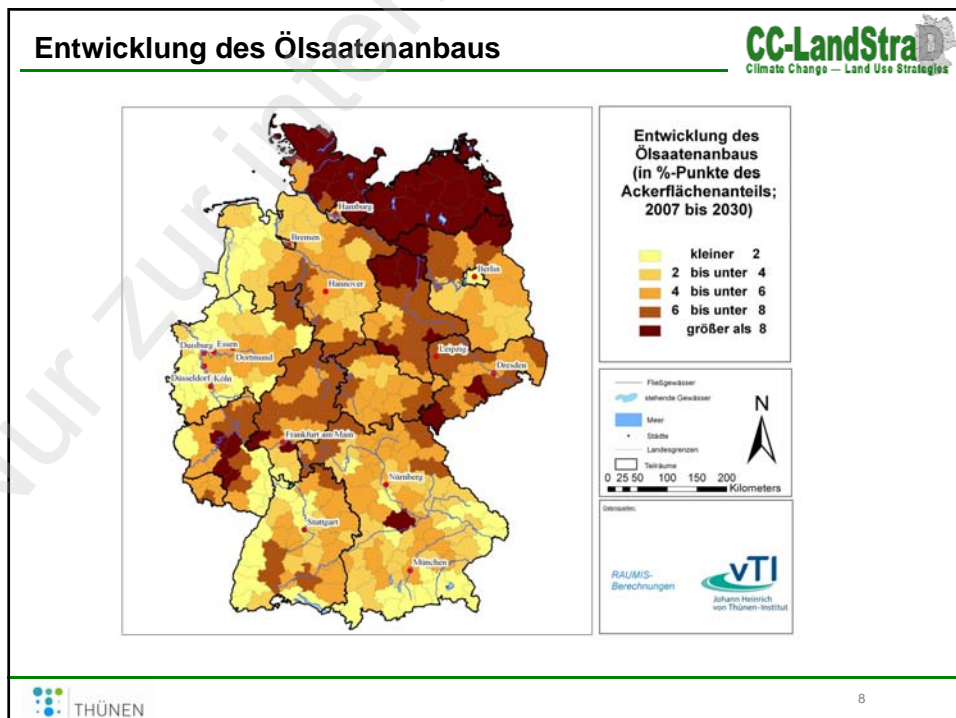 Entwicklung des Ölsaatenanbaus
CC-LandStraD
Climate Change — Land Use Strategies
Nur zur inter
Hamburg
Bremen
Berlin
Hannover
Duisburg
Essen
Dortmund
Düsseldorf
Köln
Leipzig
Dresden
Frankfurt am Main
Nürnberg
Stuttgart
München
Entwicklung des
Ölsaatenanbaus
(in %-Punkte des
Ackerflächenanteils;
2007 bis 2030)
kleiner 2
2 bis unter 4
4 bis unter 6
6 bis unter 8
größer als 8
Fließgewässer
stehende Gewässer
Meer
Städte
Landesgrenzen
Teilräume
N
0 25 50 100 150 200
Kilometers
Datenquellen:
RAUMIS-
Berechnungen
vTI
Johann Heinrich
von Thünen-Institut
THÜNEN
8